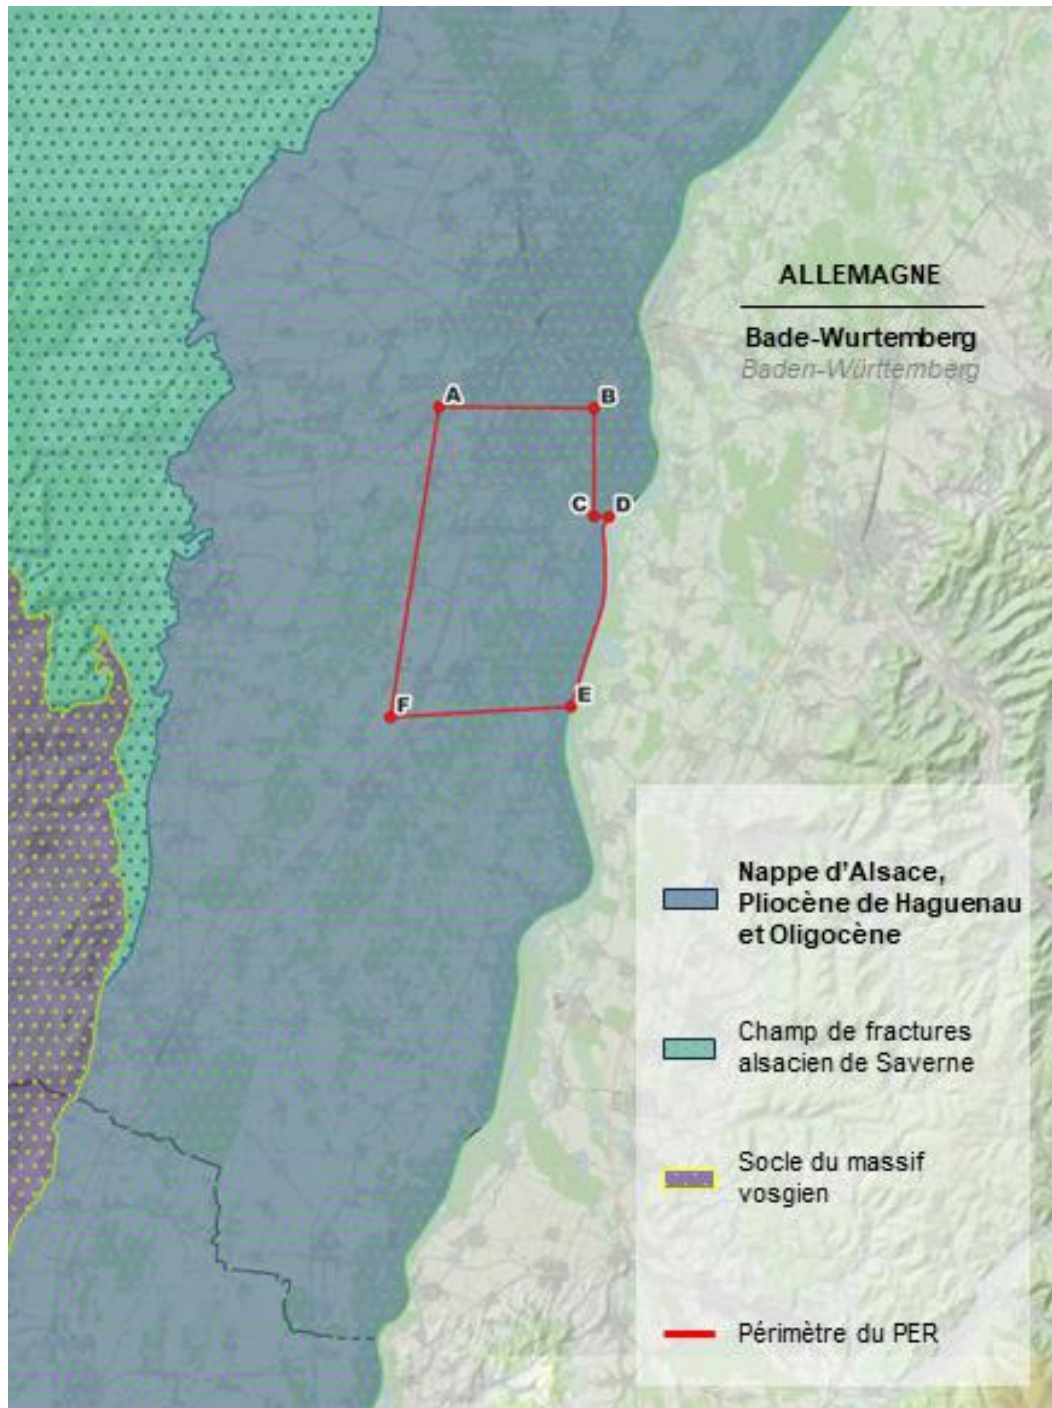 ALLEMAGNE
Bade-Wurtemberg
Baden-Württemberg
A
B
C
D
E
F
Nappe d'Alsace,
Pliocène de Haguenau
et Oligocène
Champ de fractures
alsacien de Saverne
Socle du massif
vosgien
Périmètre du PER